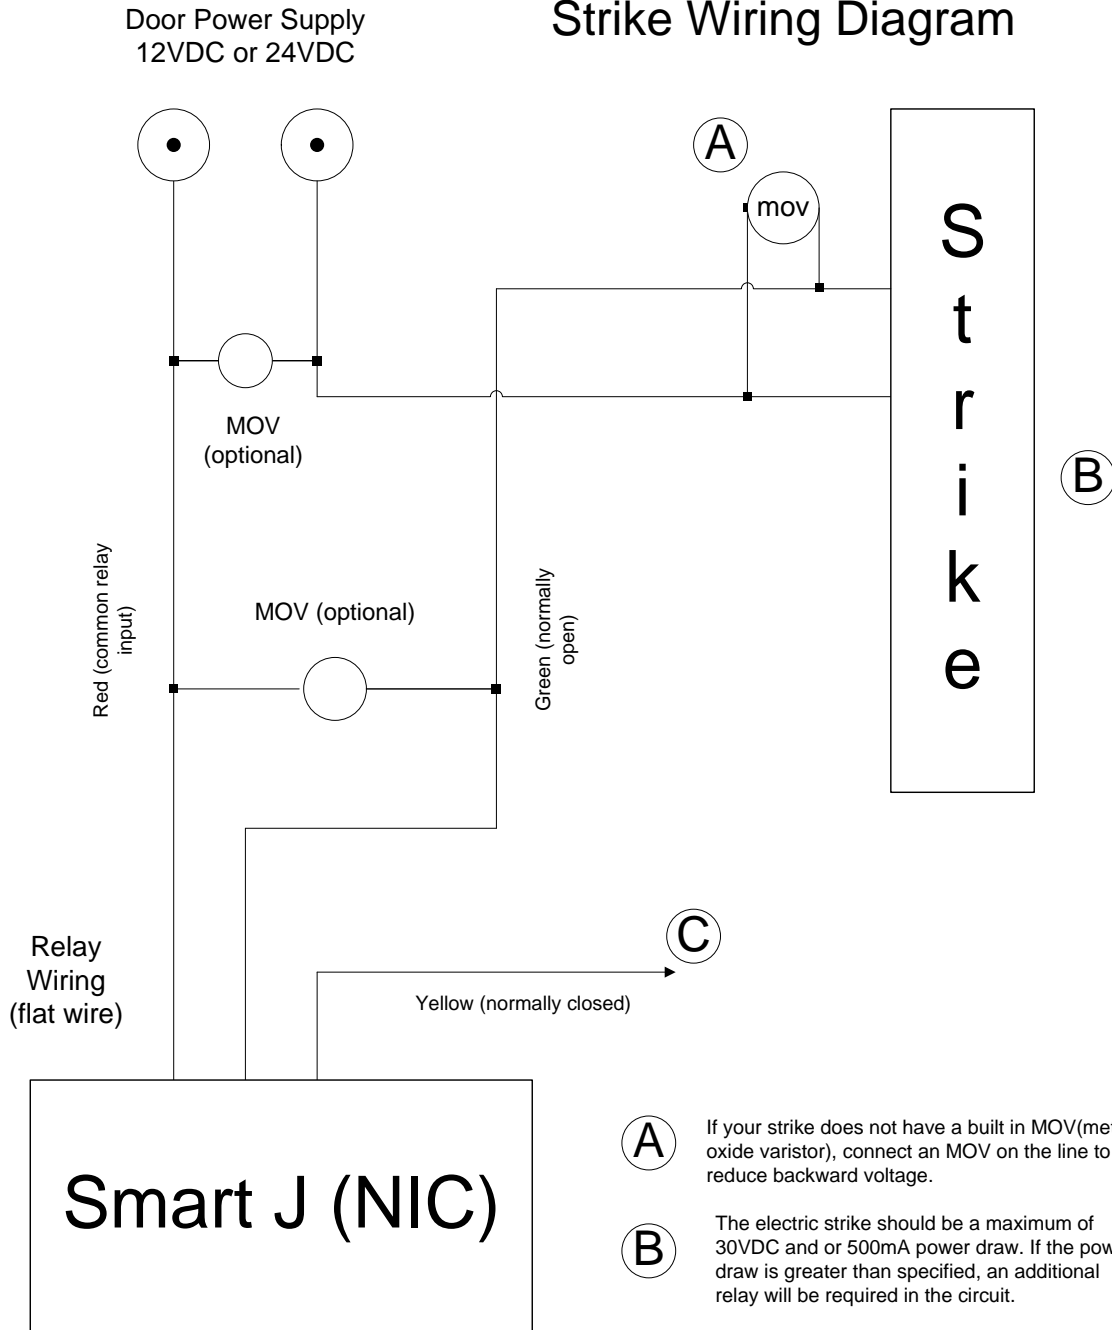 Door Power Supply
12VDC or 24VDC
Strike Wiring Diagram
A
mov
S
t
r
i
k
e
MOV
(optional)
B
Red (common relay
input)
MOV (optional)
Green (normally
open)
Relay
Wiring
(flat wire)
C
Yellow (normally closed)
Smart J (NIC)
A
If your strike does not have a built in
oxide varistor), connect an MOV on the line to
reduce backward voltage.
B
The electric strike should be a maximum of
30VDC and or 500mA power draw. If the
draw is greater than specified, an additional
relay will be required in the circuit.